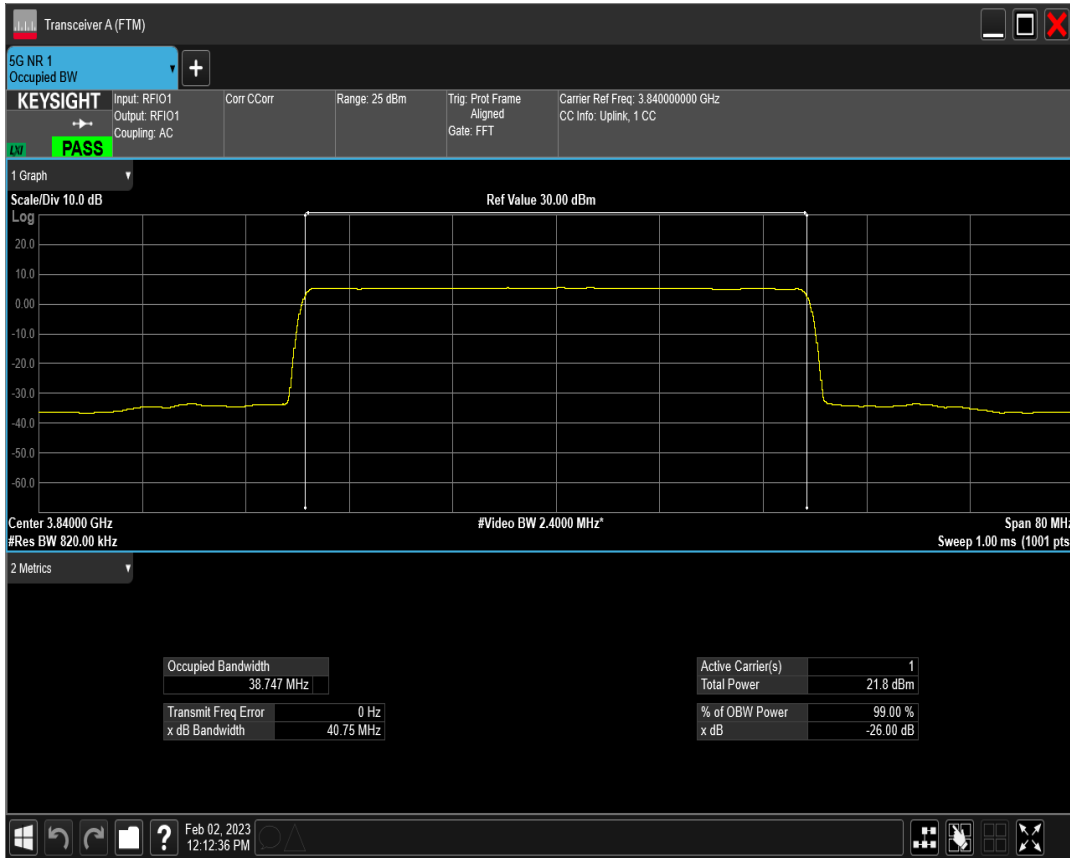 Transceiver A (FTM)
5G NR 1
Occupied BW
+
KEYSIGHT
LXI
PASS
Input: RFIO1
Output: RFIO1
Coupling: AC
Corr CCorr
Range: 25 dBm
Trig: Prot Frame
Aligned
Gate: FFT
Carrier Ref Freq: 3.840000000 GHz
CC Info: Uplink, 1 CC
1 Graph
Scale/Div 10.0 dB
Ref Value 30.00 dBm
Log
20.0
10.0
0.00
-10.0
-20.0
-30.0
-40.0
-50.0
-60.0
Center 3.84000 GHz
#Video BW 2.4000 MHz*
Span 80 MHz
#Res BW 820.00 kHz
Sweep 1.00 ms (1001 pts
2 Metrics
Occupied Bandwidth
38.747 MHz
Transmit Freq Error 0 Hz
x dB Bandwidth 40.75 MHz
Active Carrier(s) 1
Total Power 21.8 dBm
% of OBW Power 99.00 %
x dB -26.00 dB
?
Feb 02, 2023
12:12:36 PM